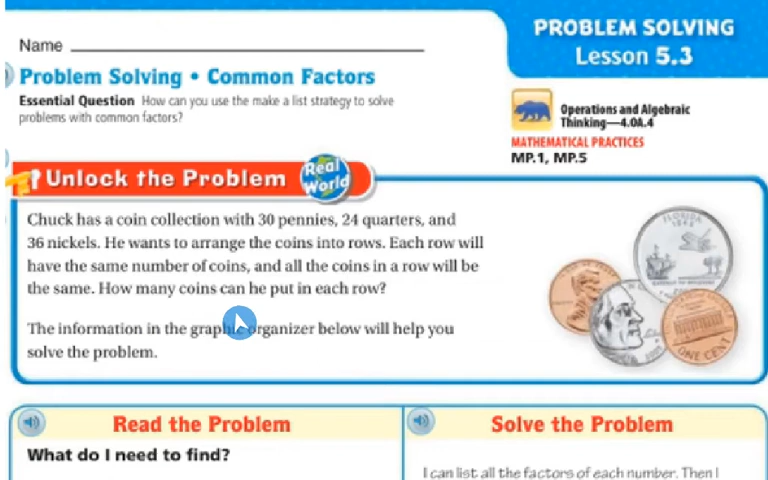 PROBLEM SOLVING
Lesson 5.3
Name
Problem Solving • Common Factors
Essential Question How can you use the make a list strategy to solve
problems with common factors?
Operations and Algebraic
Thinking—4.OA.4
MATHEMATICAL PRACTICES
MP.1, MP.5
Unlock the Problem
Real
World
Chuck has a coin collection with 30 pennies, 24 quarters, and
36 nickels. He wants to arrange the coins into rows. Each row will
have the same number of coins, and all the coins in a row will be
the same. How many coins can he put in each row?
The information in the graphic organizer below will help you
solve the problem.
FLORIDA
ONE CENT
Read the Problem
What do I need to find?
Solve the Problem
I can list all the factors of each number. Then I